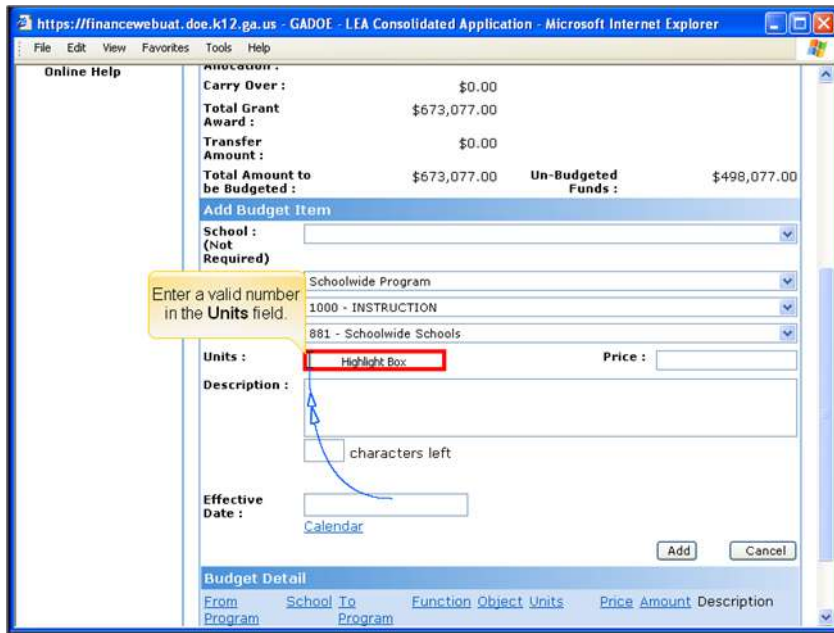 https://financewebuat.doe.k12.ga.us - GADOE - LEA Consolidated Application - Microsoft Internet Explorer
File Edit View Favorites Tools Help
Online Help
Allocation :
Carry Over : $0.00
Total Grant Award : $673,077.00
Transfer Amount : $0.00
Total Amount to be Budgeted : $673,077.00 Un-Budgeted Funds : $498,077.00
Add Budget Item
School : (Not Required)
Enter a valid number in the Units field.
Schoolwide Program
1000 - INSTRUCTION
881 - Schoolwide Schools
Units : Highlight Box Price :
Description :
characters left
Effective Date :
Calendar
Add Cancel
Budget Detail
From Program School To Program Function Object Units Price Amount Description